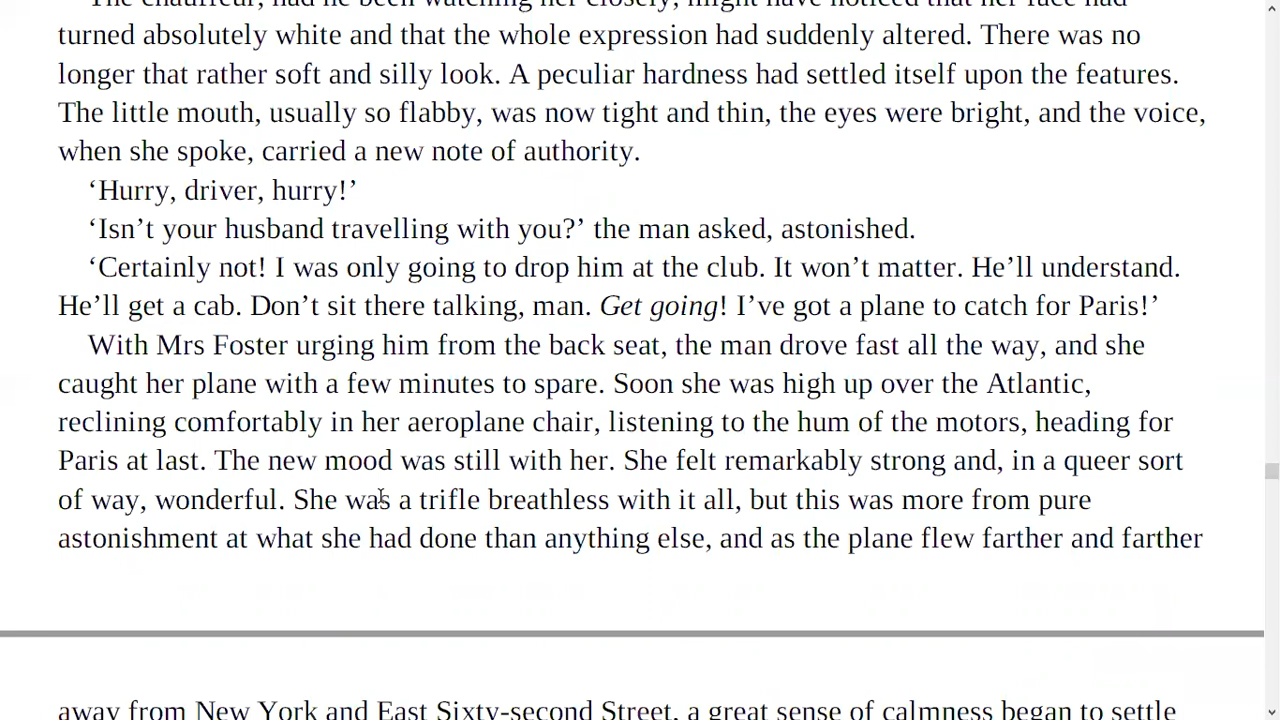 The chauffeur, had he been watching her closely, might have noticed that her face had
turned absolutely white and that the whole expression had suddenly altered. There was no
longer that rather soft and silly look. A peculiar hardness had settled itself upon the features.
The little mouth, usually so flabby, was now tight and thin, the eyes were bright, and the voice,
when she spoke, carried a new note of authority.
‘Hurry, driver, hurry!’
‘Isn’t your husband travelling with you?’ the man asked, astonished.
‘Certainly not! I was only going to drop him at the club. It won’t matter. He’ll understand.
He’ll get a cab. Don’t sit there talking, man. Get going! I’ve got a plane to catch for Paris!’
With Mrs Foster urging him from the back seat, the man drove fast all the way, and she
caught her plane with a few minutes to spare. Soon she was high up over the Atlantic,
reclining comfortably in her aeroplane chair, listening to the hum of the motors, heading for
Paris at last. The new mood was still with her. She felt remarkably strong and, in a queer sort
of way, wonderful. She was a trifle breathless with it all, but this was more from pure
astonishment at what she had done than anything else, and as the plane flew farther and farther
away from New York and East Sixty-second Street, a great sense of calmness began to settle